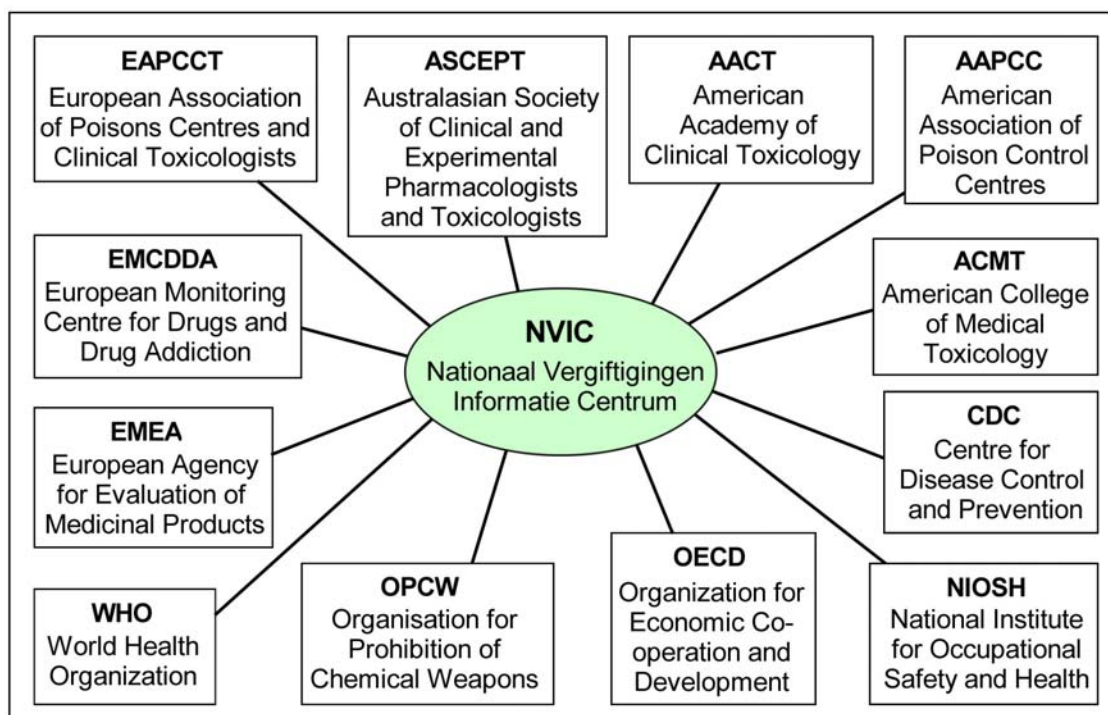 EAPCCT
European Association
of Poisons Centres and
Clinical Toxicologists
ASCEPT
Australasian Society
of Clinical and
Experimental
Pharmacologists
and Toxicologists
AACT
American
Academy of
Clinical Toxicology
AAPCC
American
Association of
Poison Control
Centres
EMCDDA
European Monitoring
Centre for Drugs and
Drug Addiction
NVIC
Nationaal Vergiftigingen
Informatie Centrum
ACMT
American College
of Medical
Toxicology
EMEA
European Agency
for Evaluation of
Medicinal Products
CDC
Centre for
Disease Control
and Prevention
WHO
World Health
Organization
OPCW
Organisation for
Prohibition of
Chemical Weapons
OECD
Organization for
Economic Co-
operation and
Development
NIOSH
National Institute
for Occupational
Safety and Health